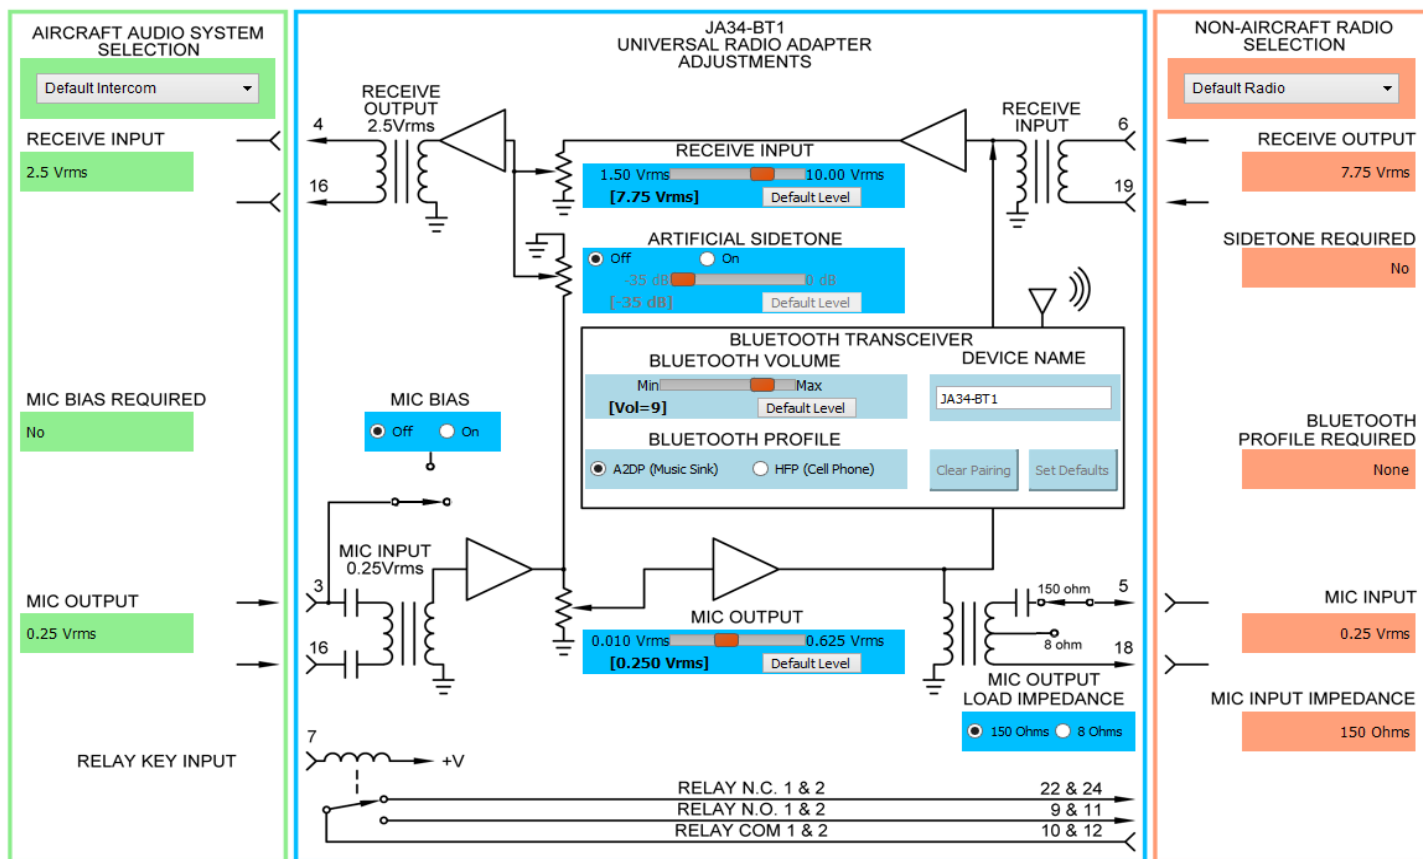 AIRCRAFT AUDIO SYSTEM
SELECTION
Default Intercom
RECEIVE INPUT
2.5 Vrms
MIC BIAS REQUIRED
No
MIC OUTPUT
0.25 Vrms
RELAY KEY INPUT
JA34-BT1
UNIVERSAL RADIO ADAPTER
ADJUSTMENTS
4
16
RECEIVE
OUTPUT
2.5Vrms
RECEIVE INPUT
1.50 Vrms 10.00 Vrms
[7.75 Vrms] Default Level
RECEIVE
INPUT
6
19
ARTIFICIAL SIDETONE
Off On
-35 dB 0 dB
[-35 dB] Default Level
BLUETOOTH TRANSCEIVER
BLUETOOTH VOLUME
Min Max
[Vol=9] Default Level
DEVICE NAME
JA34-BT1
BLUETOOTH PROFILE
A2DP (Music Sink) HFP (Cell Phone)
Clear Pairing Set Defaults
MIC BIAS
Off On
MIC INPUT
0.25Vrms
3
16
MIC OUTPUT
0.010 Vrms 0.625 Vrms
[0.250 Vrms] Default Level
150 ohm
8 ohm
5
18
MIC OUTPUT
LOAD IMPEDANCE
150 Ohms 8 Ohms
7
+V
RELAY N.C. 1 & 2 22 & 24
RELAY N.O. 1 & 2 9 & 11
RELAY COM 1 & 2 10 & 12
NON-AIRCRAFT RADIO
SELECTION
Default Radio
RECEIVE OUTPUT
7.75 Vrms
SIDETONE REQUIRED
No
BLUETOOTH
PROFILE REQUIRED
None
MIC INPUT
0.25 Vrms
MIC INPUT IMPEDANCE
150 Ohms